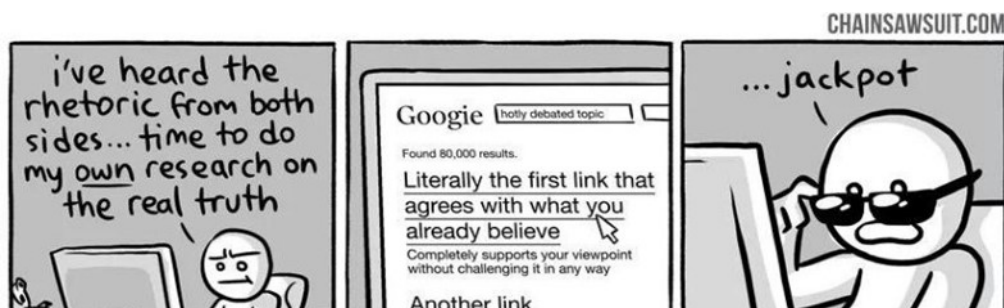 CHAINSAWSUIT.COM
i've heard the
rhetoric from both
sides... time to do
my own research on
the real truth
Googie hotly debated topic
Found 80,000 results.
Literally the first link that
agrees with what you
already believe
Completely supports your viewpoint
without challenging it in any way
Another link
...jackpot